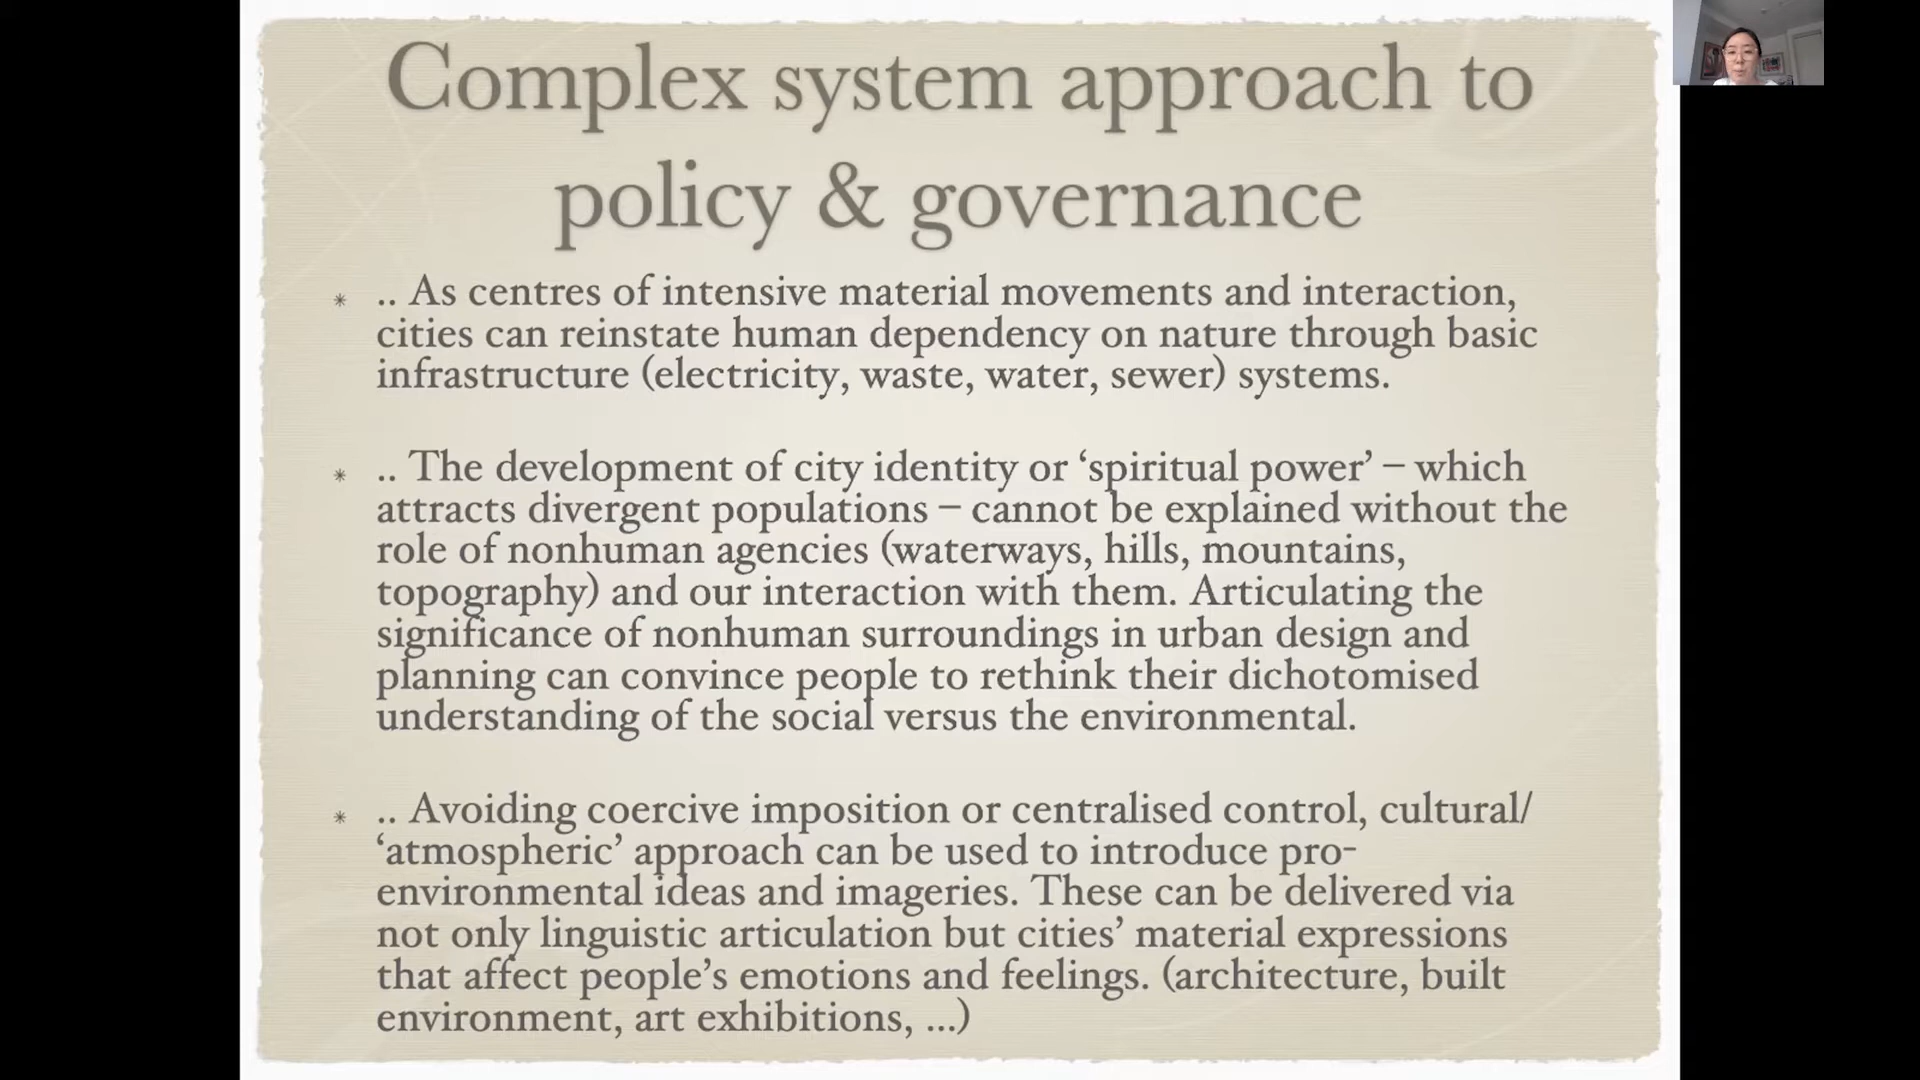 Complex system approach to
policy & governance
* .. As centres of intensive material movements and interaction,
cities can reinstate human dependency on nature through basic
infrastructure (electricity, waste, water, sewer) systems.
* .. The development of city identity or ‘spiritual power’ – which
attracts divergent populations – cannot be explained without the
role of nonhuman agencies (waterways, hills, mountains,
topography) and our interaction with them. Articulating the
significance of nonhuman surroundings in urban design and
planning can convince people to rethink their dichotomised
understanding of the social versus the environmental.
* .. Avoiding coercive imposition or centralised control, cultural/
‘atmospheric’ approach can be used to introduce pro-
environmental ideas and imageries. These can be delivered via
not only linguistic articulation but cities’ material expressions
that affect people’s emotions and feelings. (architecture, built
environment, art exhibitions, ...)